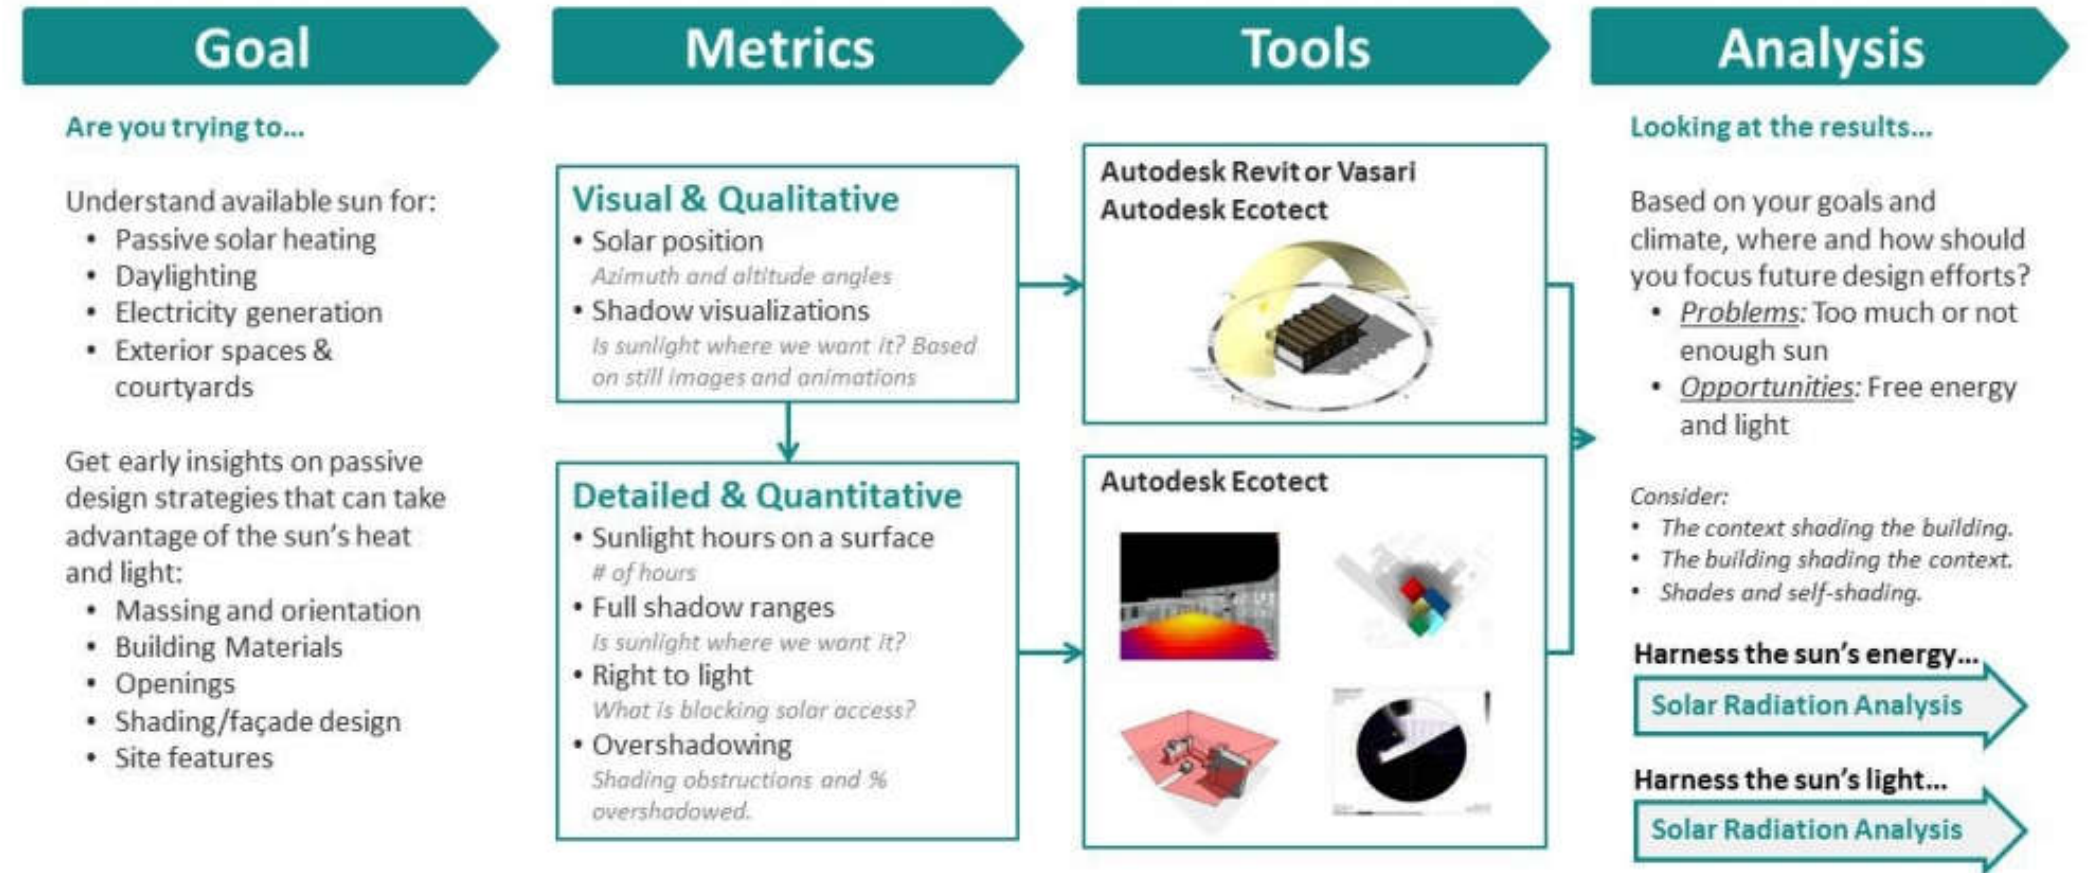 Goal
Are you trying to...
Understand available sun for:
• Passive solar heating
• Daylighting
• Electricity generation
• Exterior spaces &
courtyards
Get early insights on passive
design strategies that can take
advantage of the sun's heat
and light:
• Massing and orientation
• Building Materials
• Openings
• Shading/façade design
• Site features
Metrics
Visual & Qualitative
• Solar position
Azimuth and altitude angles
• Shadow visualizations
Is sunlight where we want it? Based
on still images and animations
Detailed & Quantitative
• Sunlight hours on a surface
# of hours
• Full shadow ranges
Is sunlight where we want it?
• Right to light
What is blocking solar access?
• Overshadowing
Shading obstructions and %
overshadowed.
Tools
Autodesk Revit or Vasari
Autodesk Ecotect
Autodesk Ecotect
Analysis
Looking at the results...
Based on your goals and
climate, where and how should
you focus future design efforts?
• Problems: Too much or not
enough sun
• Opportunities: Free energy
and light
Consider:
• The context shading the building.
• The building shading the context.
• Shades and self-shading.
Harness the sun's energy...
Solar Radiation Analysis
Harness the sun's light...
Solar Radiation Analysis